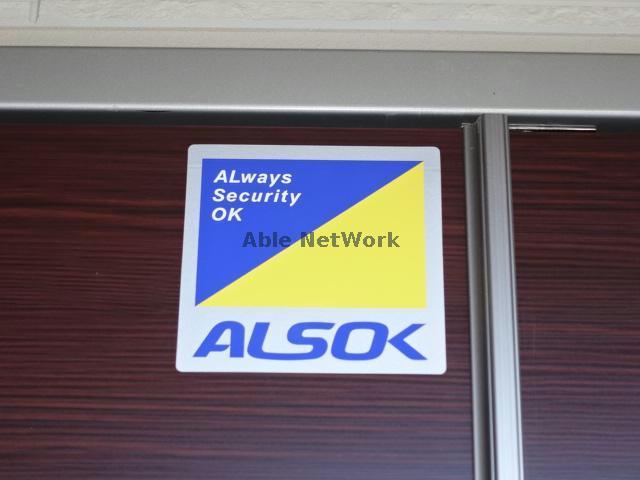 ALways
Security
OK
Able NetWork
ALSOK